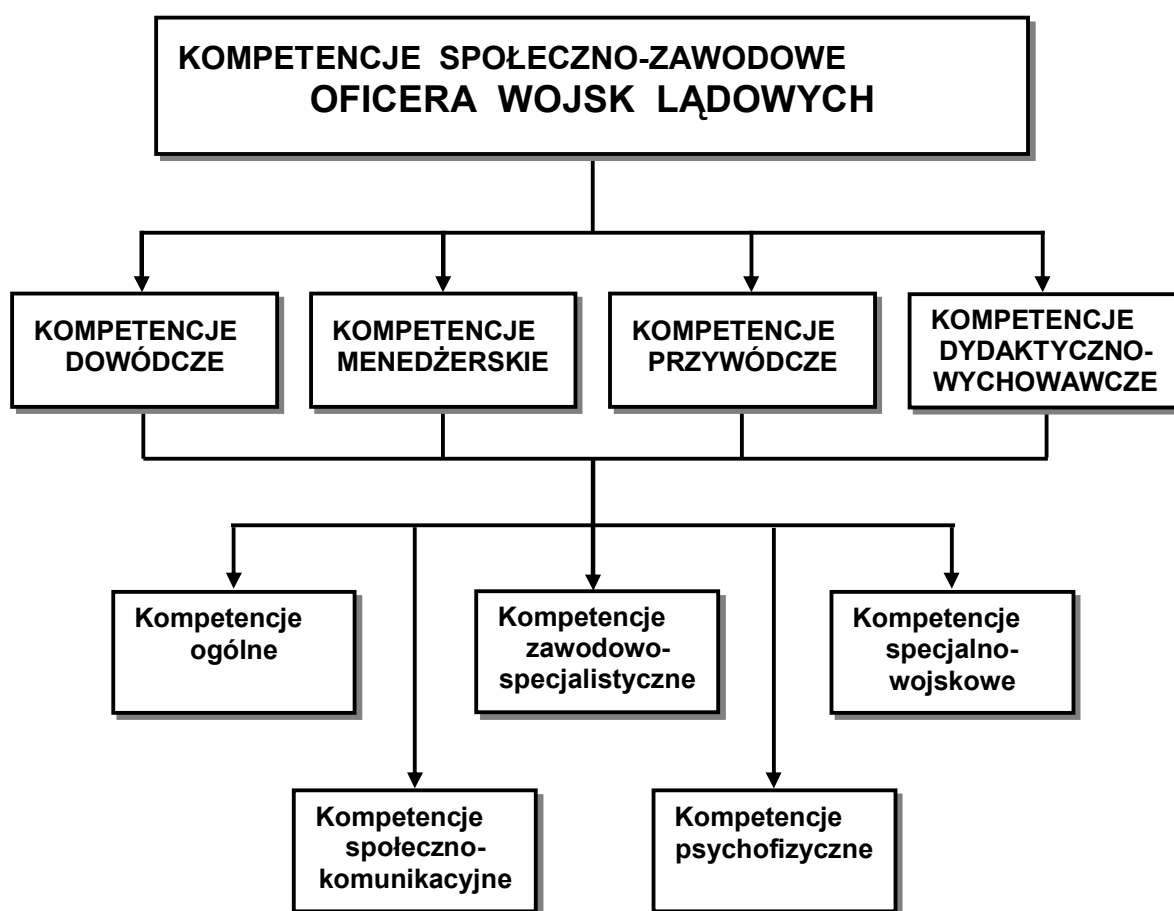 KOMPETENCJE SPOŁECZNO-ZAWODOWE
OFICERA WOJSK LĄDOWYCH
KOMPETENCJE
DOWÓDCZE
KOMPETENCJE
MENEDŻERSKIE
KOMPETENCJE
PRZYWÓDCZE
KOMPETENCJE
DYDAKTYCZNO-
WYCHOWAWCZE
Kompetencje
ogólne
Kompetencje
zawodowo-
specjalistyczne
Kompetencje
specjalno-
wojskowe
Kompetencje
społeczno-
komunikacyjne
Kompetencje
psychofizyczne